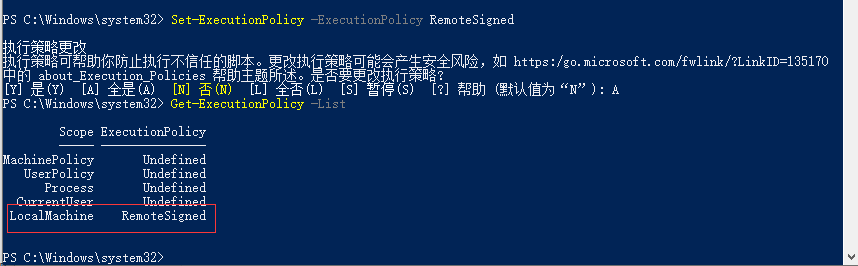 PS C:\Windows\system32> Set-ExecutionPolicy -ExecutionPolicy RemoteSigned
执行策略更改
执行策略可帮助你防止执行不信任的脚本。更改执行策略可能会产生安全风险，如 https:/go.microsoft.com/fwlink/?LinkID=135170
中的 about_Execution_Policies 帮助主题所述。是否要更改执行策略?
[Y] 是(Y)  [A] 全是(A)  [N] 否(N)  [L] 全否(L)  [S] 暂停(S)  [?] 帮助 (默认值为“N”): A
PS C:\Windows\system32> Get-ExecutionPolicy -List
Scope ExecutionPolicy
----- ---------------
MachinePolicy Undefined
UserPolicy Undefined
Process Undefined
CurrentUser Undefined
LocalMachine RemoteSigned
PS C:\Windows\system32>